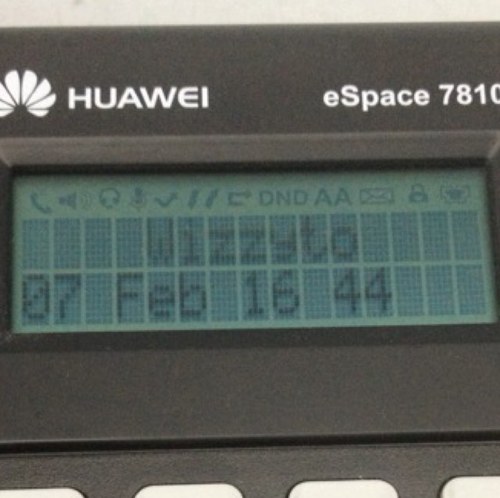 HUAWEI eSpace 7810
DND AA
wizzyto
07 Feb 16 44